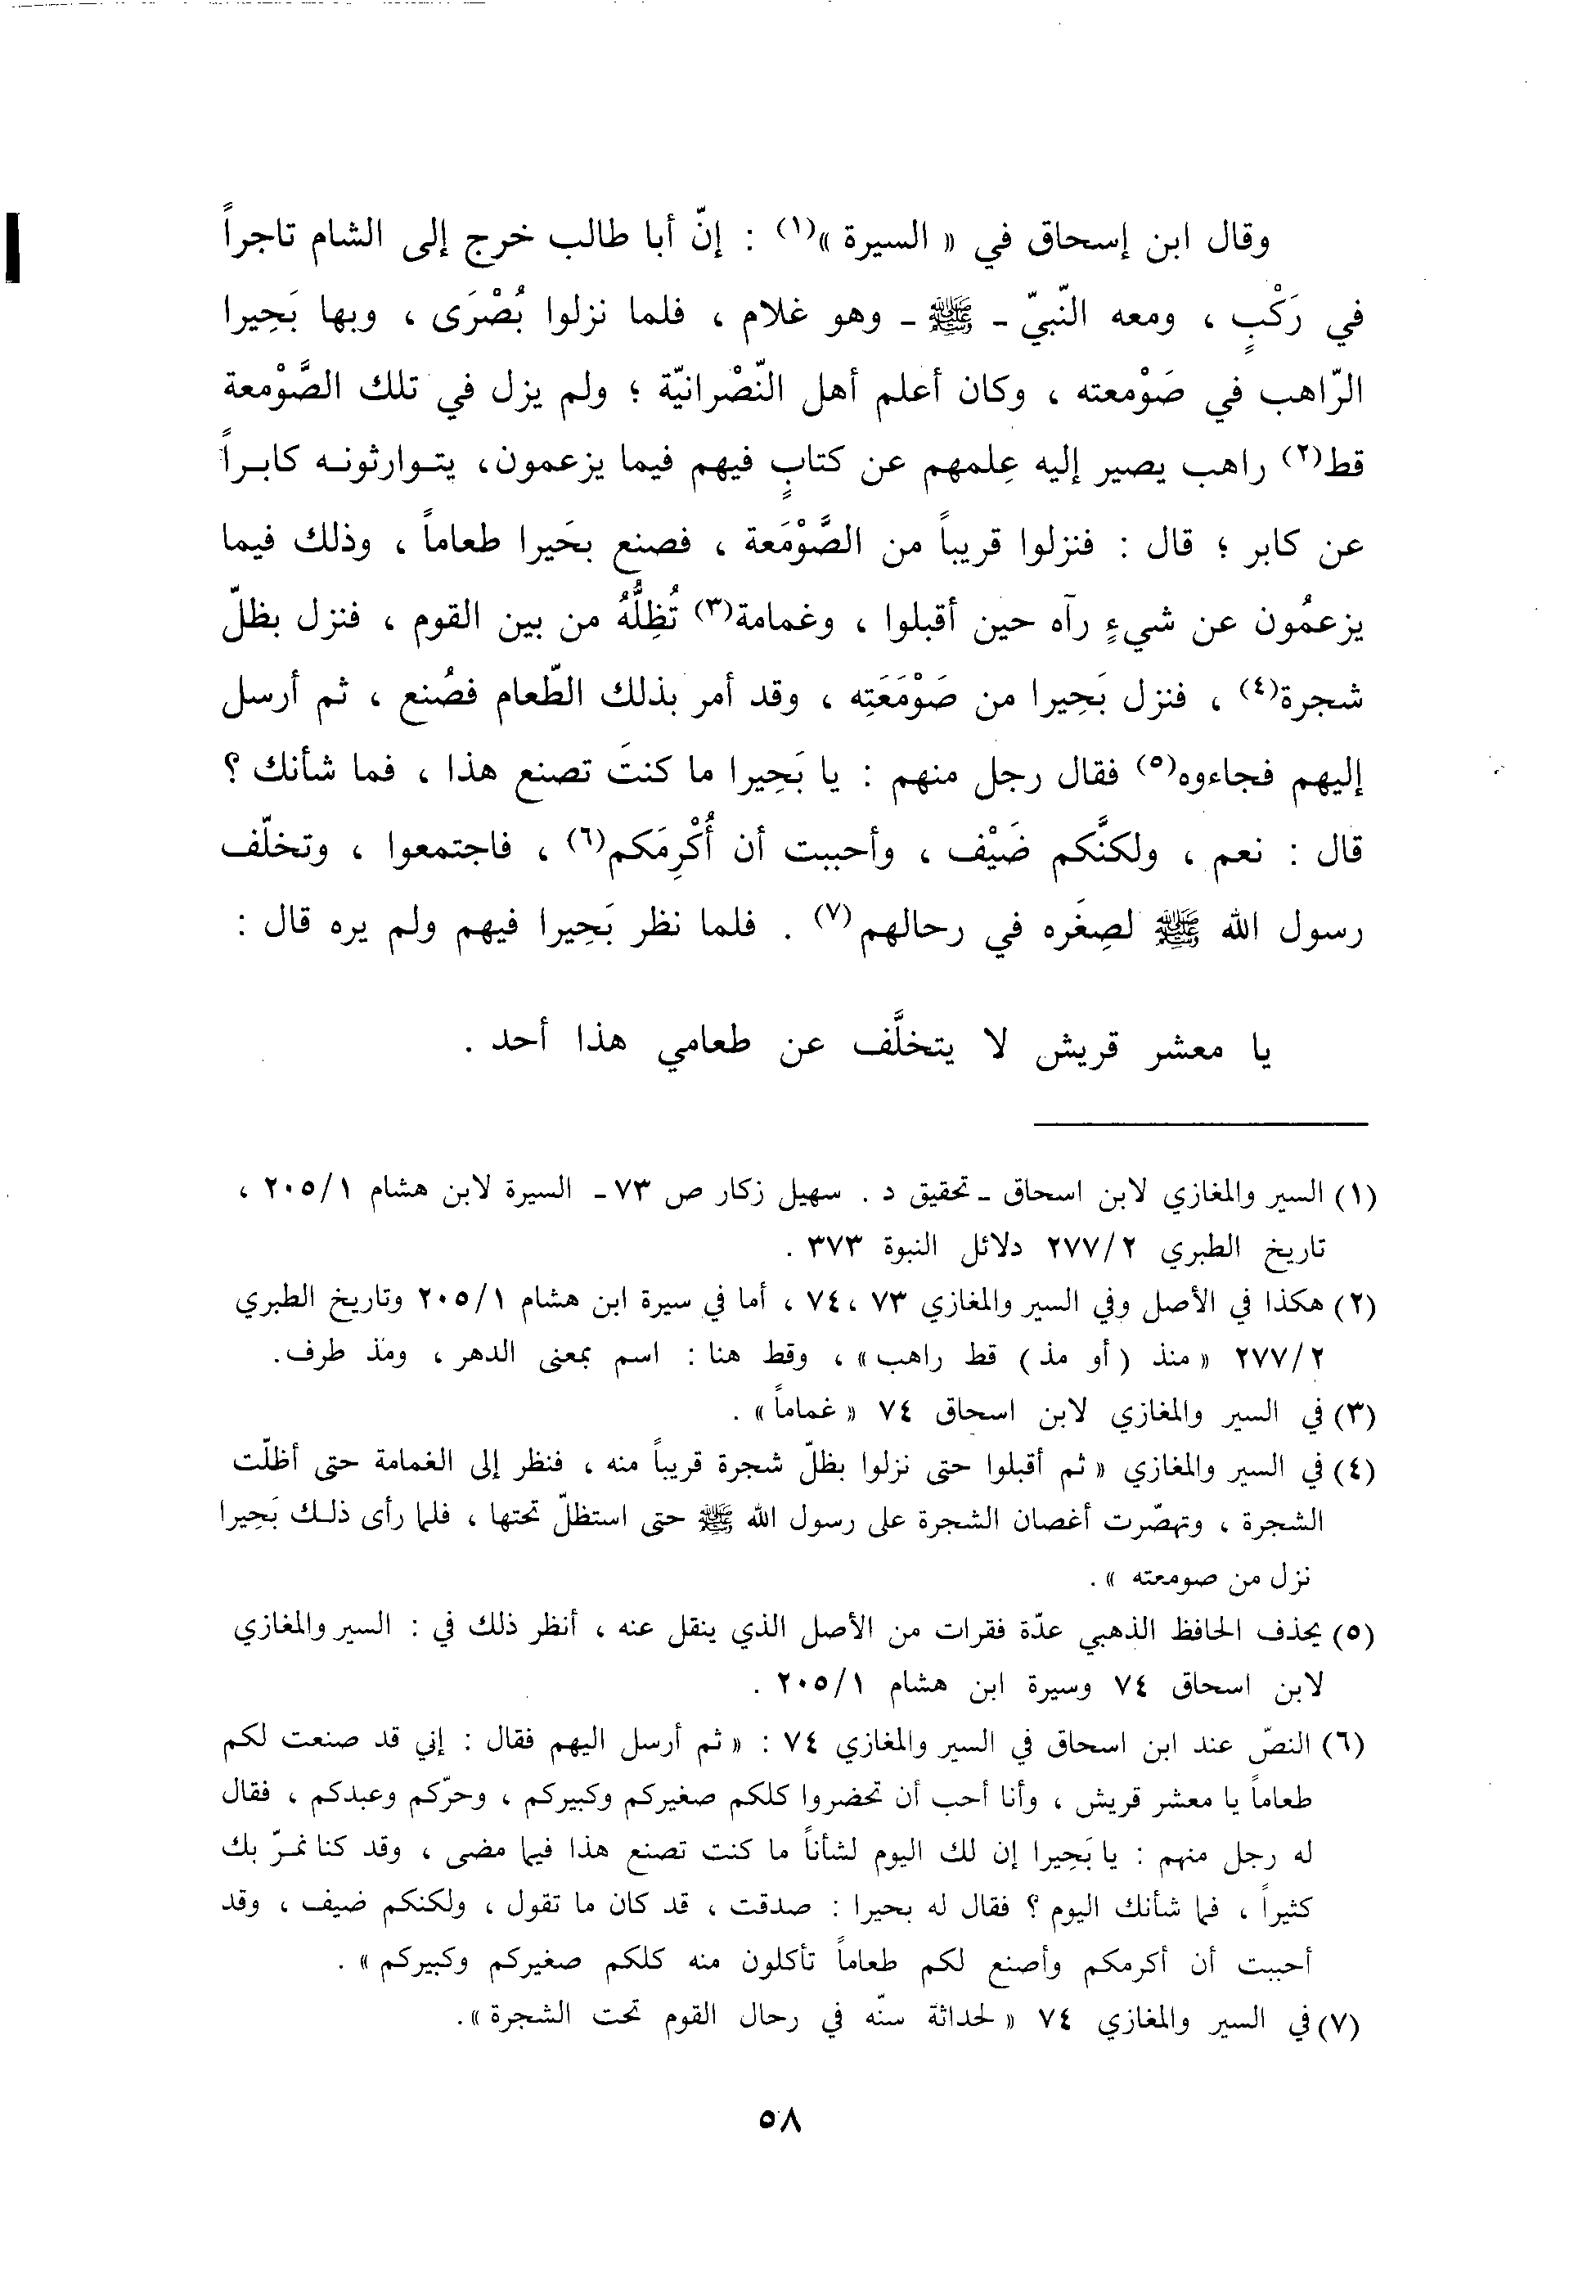 وقال ابن إسحاق في « السيرة »(١) : إنّ أبا طالب خرج إلى الشام تاجراً
في رَكْبٍ ، ومعه النّبيّ - ﷺ - وهو غلام ، فلما نزلوا بُصْرَى ، وبها بَحِيرا
الرّاهب في صَوْمعته ، وكان أعلم أهل النّصْرانيّة ؛ ولم يزل في تلك الصَّوْمعة
قط(٢) راهب يصير إليه عِلمهم عن كتابٍ فيهم فيما يزعمون، يتوارثونه كابراً
عن كابر ؛ قال : فنزلوا قريباً من الصَّوْمَعة ، فصنع بحَيرا طعاماً ، وذلك فيما
يزعمُون عن شيءٍ رآه حين أقبلوا ، وغمامة(٣) تُظِلُّهُ من بين القوم ، فنزل بظلّ
شجرة(٤) ، فنزل بَحِيرا من صَوْمَعَتِه ، وقد أمر بذلك الطّعام فصُنع ، ثم أرسل
إليهم فجاءوه(٥) فقال رجل منهم : يا بَحِيرا ما كنتَ تصنع هذا ، فما شأنك ؟
قال : نعم ، ولكنَّكم ضَيْف ، وأحببت أن أُكْرِمَكم(٦) ، فاجتمعوا ، وتخلّف
رسول الله ﷺ لصِغَره في رحالهم(٧) . فلما نظر بَحِيرا فيهم ولم يره قال :
يا معشر قريش لا يتخلَّف عن طعامي هذا أحد .
(١) السير والمغازي لابن اسحاق - تحقيق د . سهيل زكار ص ٧٣ - السيرة لابن هشام ٢٠٥/١ ،
تاريخ الطبري ٢٧٧/٢ دلائل النبوة ٣٧٣ .
(٢) هكذا في الأصل وفي السير والمغازي ٧٣ ، ٧٤ ، أما في سيرة ابن هشام ٢٠٥/١ وتاريخ الطبري
٢٧٧/٢ « منذ ( أو مذ ) قط راهب » ، وقط هنا : اسم بمعنى الدهر ، ومذ طرف.
(٣) في السير والمغازي لابن اسحاق ٧٤ « غماماً » .
(٤) في السير والمغازي « ثم أقبلوا حتى نزلوا بظلّ شجرة قريباً منه ، فنظر إلى الغمامة حتى أظلّت
الشجرة ، وتهصّرت أغصان الشجرة على رسول الله ﷺ حتى استظلّ تحتها ، فلما رأى ذلك بَحِيرا
نزل من صومعته » .
(٥) يحذف الحافظ الذهبي عدّة فقرات من الأصل الذي ينقل عنه ، أنظر ذلك في : السير والمغازي
لابن اسحاق ٧٤ وسيرة ابن هشام ٢٠٥/١ .
(٦) النصّ عند ابن اسحاق في السير والمغازي ٧٤ : « ثم أرسل اليهم فقال : إني قد صنعت لكم
طعاماً يا معشر قريش ، وأنا أحب أن تحضروا كلكم صغيركم وكبيركم ، وحرّكم وعبدكم ، فقال
له رجل منهم : يا بَحِيرا إن لك اليوم لشأناً ما كنت تصنع هذا فيما مضى ، وقد كنا نمرّ بك
كثيراً ، فما شأنك اليوم ؟ فقال له بحيرا : صدقت ، قد كان ما تقول ، ولكنكم ضيف ، وقد
أحببت أن أكرمكم وأصنع لكم طعاماً تأكلون منه كلكم صغيركم وكبيركم » .
(٧) في السير والمغازي ٧٤ « لحداثة سنّه في رحال القوم تحت الشجرة » .
٥٨